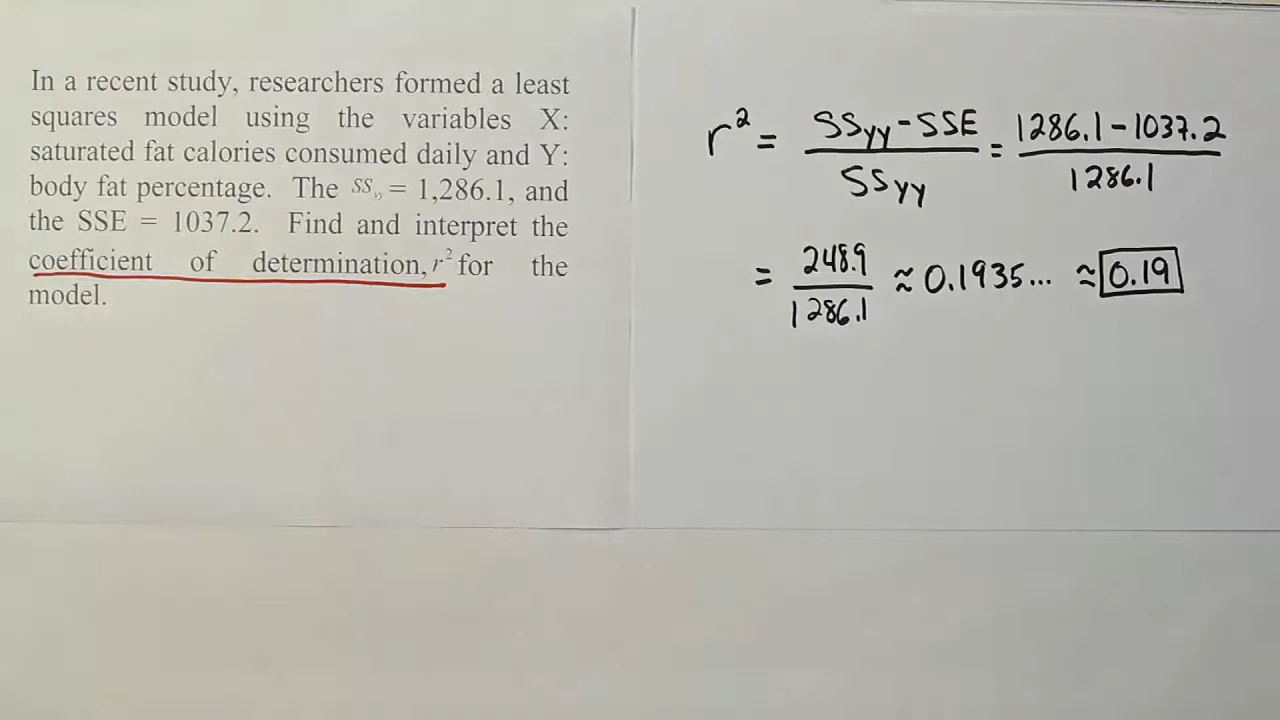 In a recent study, researchers formed a least
squares model using the variables X:
saturated fat calories consumed daily and Y:
body fat percentage. The SS_yy = 1,286.1, and
the SSE = 1037.2. Find and interpret the
coefficient of determination, r² for the
model.
r² = (SSyy - SSE) / SSyy = (1286.1 - 1037.2) / 1286.1
= 248.9 / 1286.1 ≈ 0.1935... ≈ 0.19